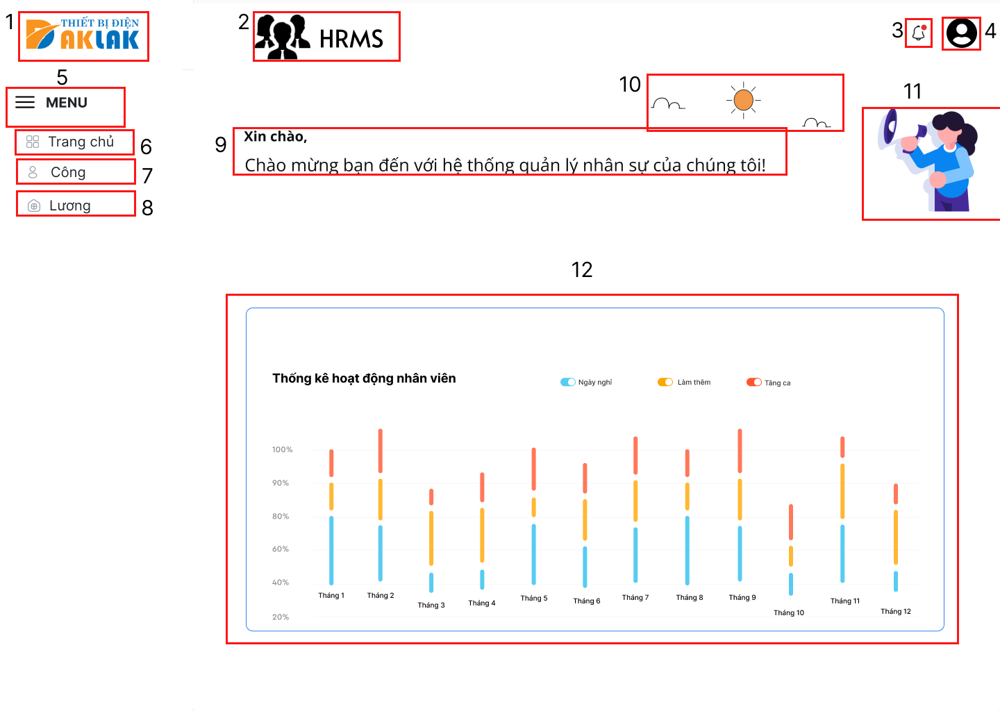 1
THIẾT BỊ ĐIỆN
ĐAKLAK
2
HRMS
3
4
5
MENU
Trang chủ
6
Công
7
Lương
8
9
Xin chào,
Chào mừng bạn đến với hệ thống quản lý nhân sự của chúng tôi!
10
11
12
Thống kê hoạt động nhân viên
Ngày nghỉ
Làm thêm
Tăng ca
100%
90%
80%
60%
40%
20%
Tháng 1
Tháng 2
Tháng 3
Tháng 4
Tháng 5
Tháng 6
Tháng 7
Tháng 8
Tháng 9
Tháng 10
Tháng 11
Tháng 12